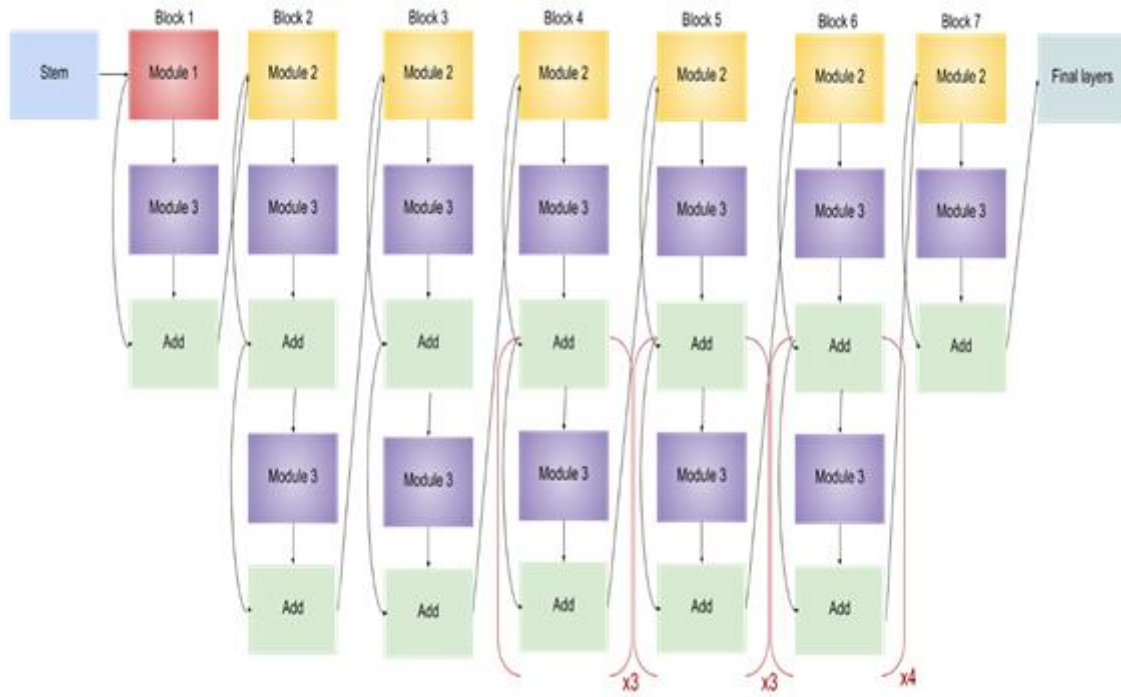 Block 1 Block 2 Block 3 Block 4 Block 5 Block 6 Block 7
Stem Module 1 Module 2 Module 2 Module 2 Module 2 Module 2 Module 2 Final layers
Module 3 Module 3 Module 3 Module 3 Module 3 Module 3 Module 3
Add Add Add Add Add Add Add
Module 3 Module 3 Module 3 Module 3 Module 3
Add Add Add Add Add
x3 x3 x4